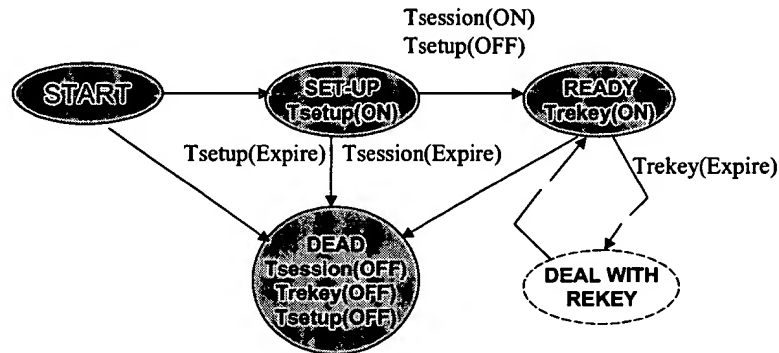 Tsession(ON)
Tsetup(OFF)
START
SET-UP
Tsetup(ON)
READY
Trekey(ON)
Tsetup(Expire)
Tsession(Expire)
Trekey(Expire)
DEAD
Tsession(OFF)
Trekey(OFF)
Tsetup(OFF)
DEAL WITH
REKEY